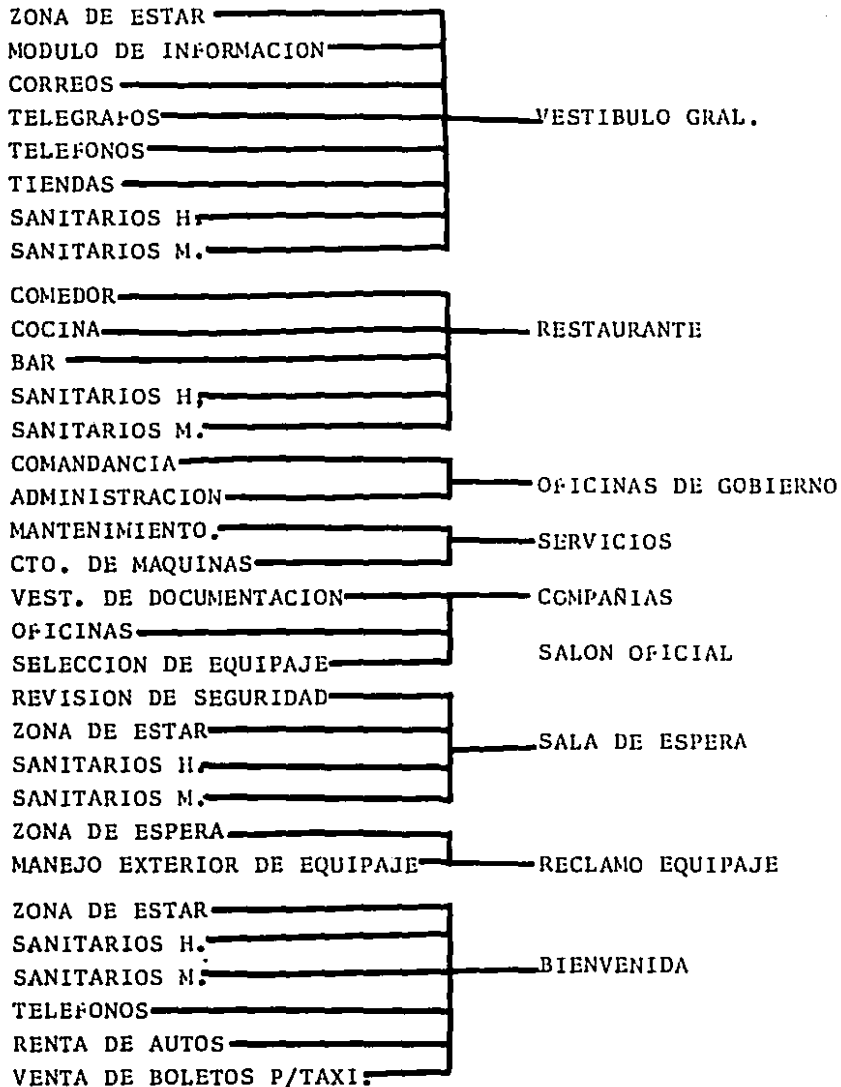 ZONA DE ESTAR
MODULO DE INFORMACION
CORREOS
TELEGRAFOS VESTIBULO GRAL.
TELEFONOS
TIENDAS
SANITARIOS H.
SANITARIOS M.
COMEDOR
COCINA RESTAURANTE
BAR
SANITARIOS H.
SANITARIOS M.
COMANDANCIA
OFICINAS DE GOBIERNO
ADMINISTRACION
MANTENIMIENTO.
SERVICIOS
CTO. DE MAQUINAS
VEST. DE DOCUMENTACION COMPAÑIAS
OFICINAS
SELECCION DE EQUIPAJE SALON OFICIAL
REVISION DE SEGURIDAD
ZONA DE ESTAR
SALA DE ESPERA
SANITARIOS H.
SANITARIOS M.
ZONA DE ESPERA
MANEJO EXTERIOR DE EQUIPAJE RECLAMO EQUIPAJE
ZONA DE ESTAR
SANITARIOS H.
SANITARIOS M. BIENVENIDA
TELEFONOS
RENTA DE AUTOS
VENTA DE BOLETOS P/TAXI.